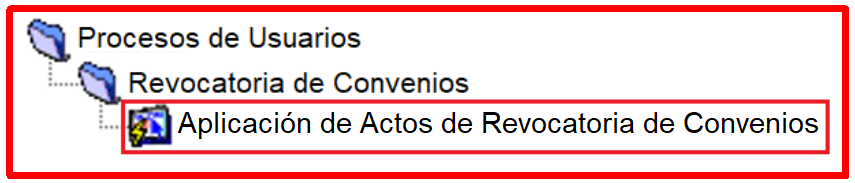 Procesos de Usuarios
Revocatoria de Convenios
Aplicación de Actos de Revocatoria de Convenios